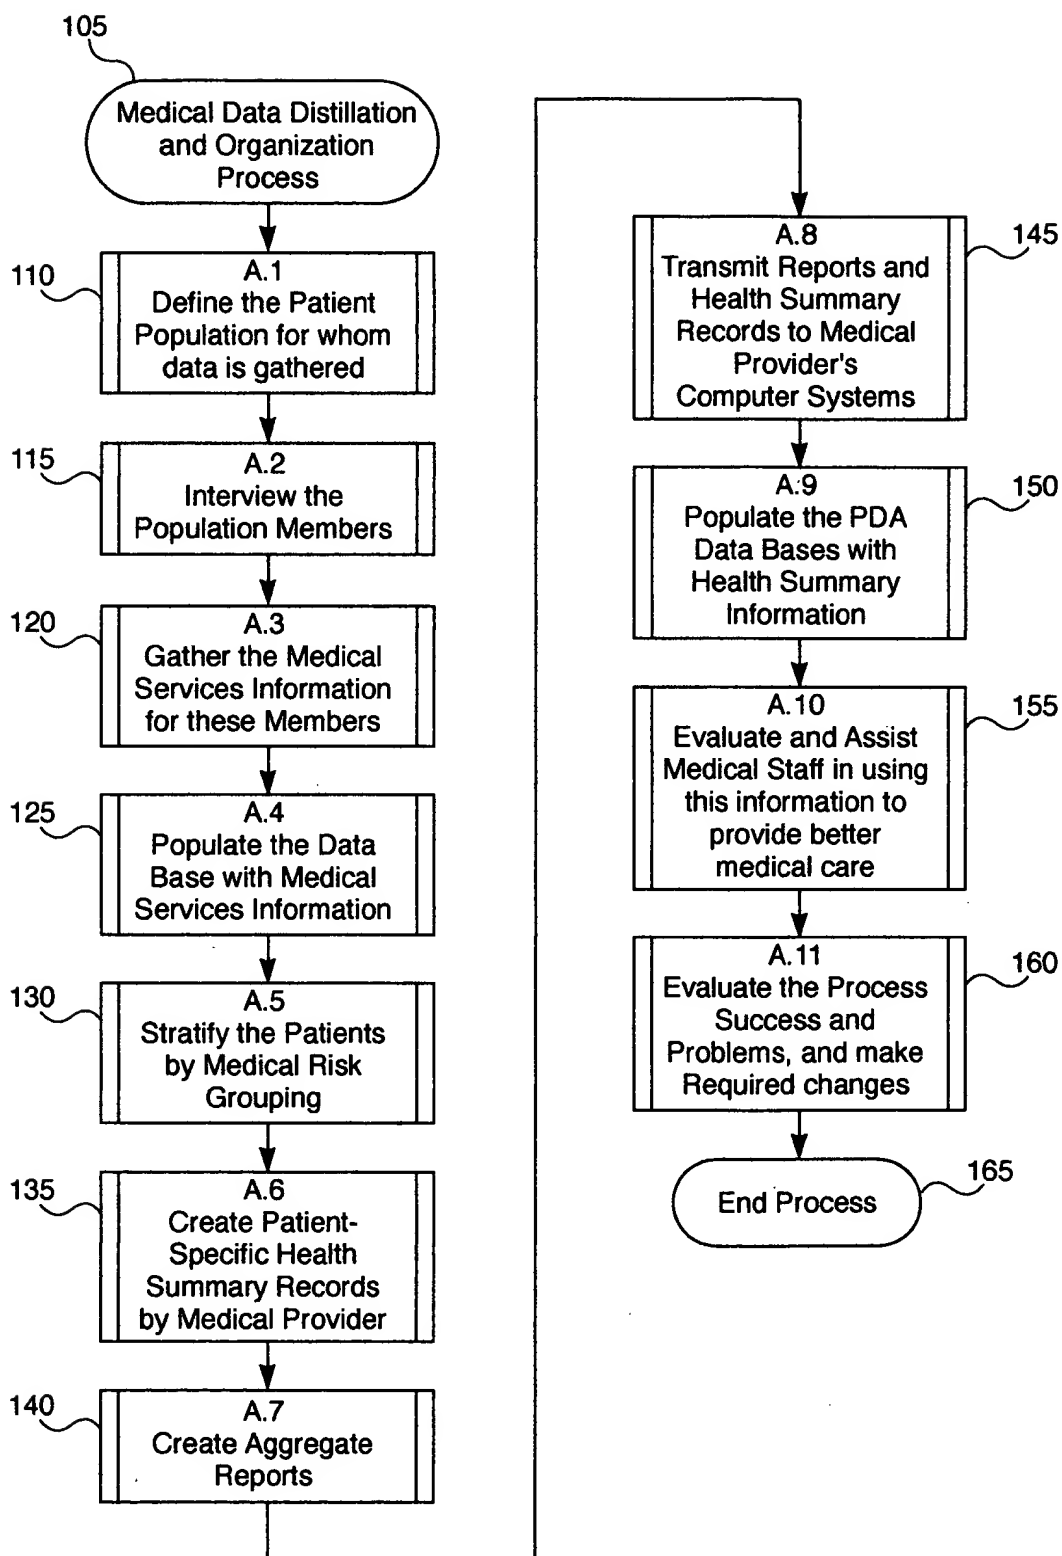 105
Medical Data Distillation
and Organization
Process
110
A.1
Define the Patient
Population for whom
data is gathered
115
A.2
Interview the
Population Members
120
A.3
Gather the Medical
Services Information
for these Members
125
A.4
Populate the Data
Base with Medical
Services Information
130
A.5
Stratify the Patients
by Medical Risk
Grouping
135
A.6
Create Patient-
Specific Health
Summary Records
by Medical Provider
140
A.7
Create Aggregate
Reports
145
A.8
Transmit Reports and
Health Summary
Records to Medical
Provider's
Computer Systems
150
A.9
Populate the PDA
Data Bases with
Health Summary
Information
155
A.10
Evaluate and Assist
Medical Staff in using
this information to
provide better
medical care
160
A.11
Evaluate the Process
Success and
Problems, and make
Required changes
165
End Process